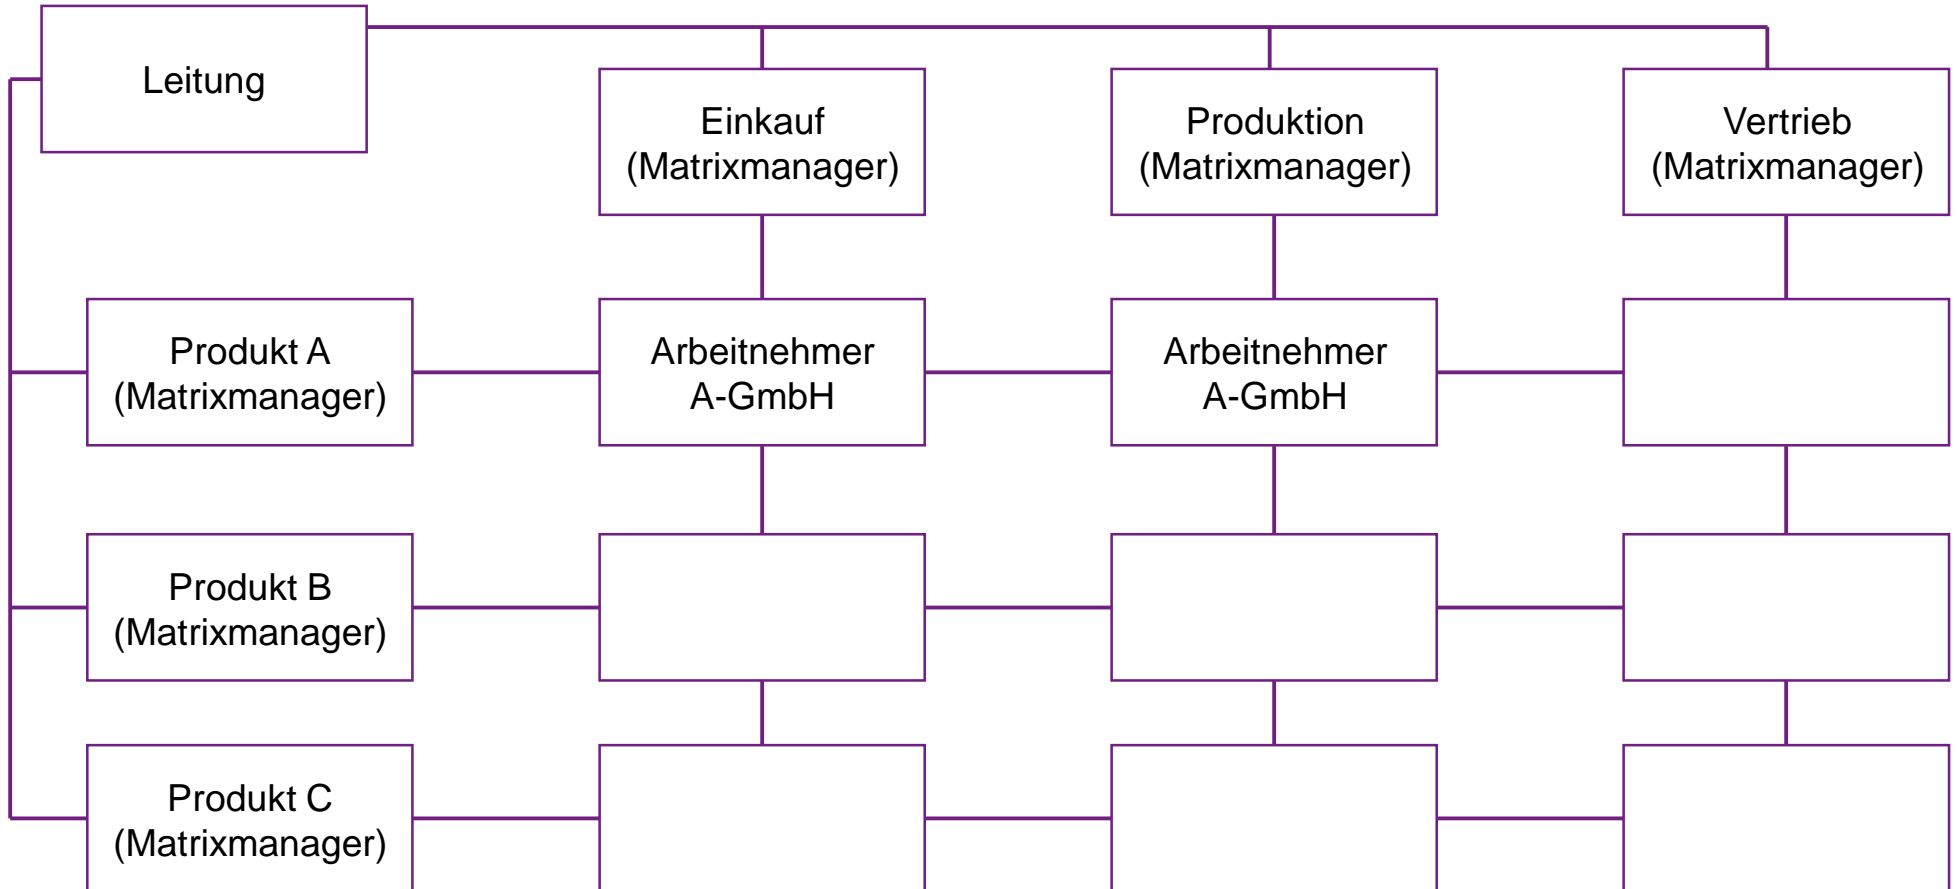 Leitung
Einkauf
(Matrixmanager)
Produktion
(Matrixmanager)
Vertrieb
(Matrixmanager)
Produkt A
(Matrixmanager)
Arbeitnehmer
A-GmbH
Arbeitnehmer
A-GmbH
Produkt B
(Matrixmanager)
Produkt C
(Matrixmanager)